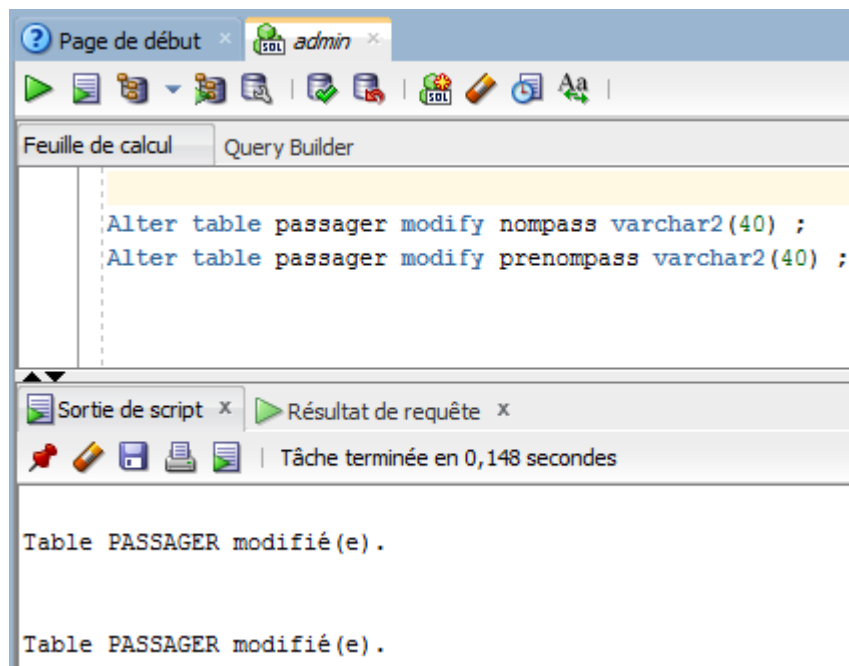 Page de début admin
Feuille de calcul Query Builder
Alter table passager modify nompass varchar2(40) ;
Alter table passager modify prenompass varchar2(40) ;
Sortie de script x Résultat de requête x
Tâche terminée en 0,148 secondes
Table PASSAGER modifié(e).
Table PASSAGER modifié(e).